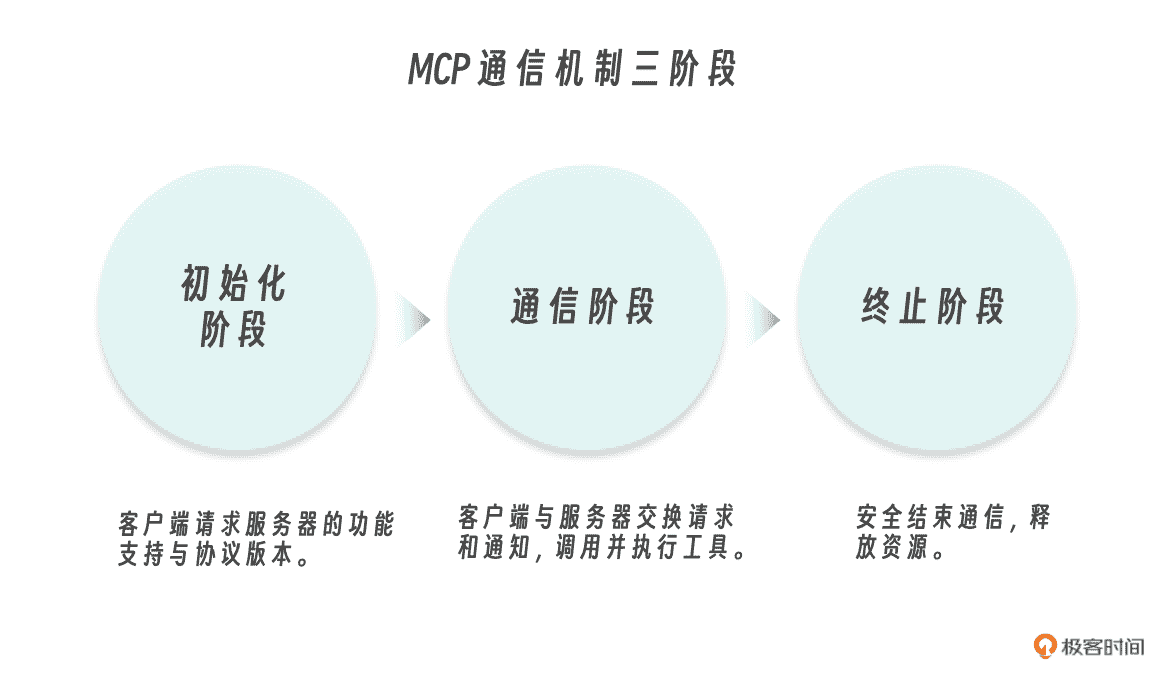 MCP通信机制三阶段
初始化
阶段
通信阶段
终止阶段
客户端请求服务器的功能
支持与协议版本。
客户端与服务器交换请求
和通知，调用并执行工具。
安全结束通信，释
放资源。
极客时间